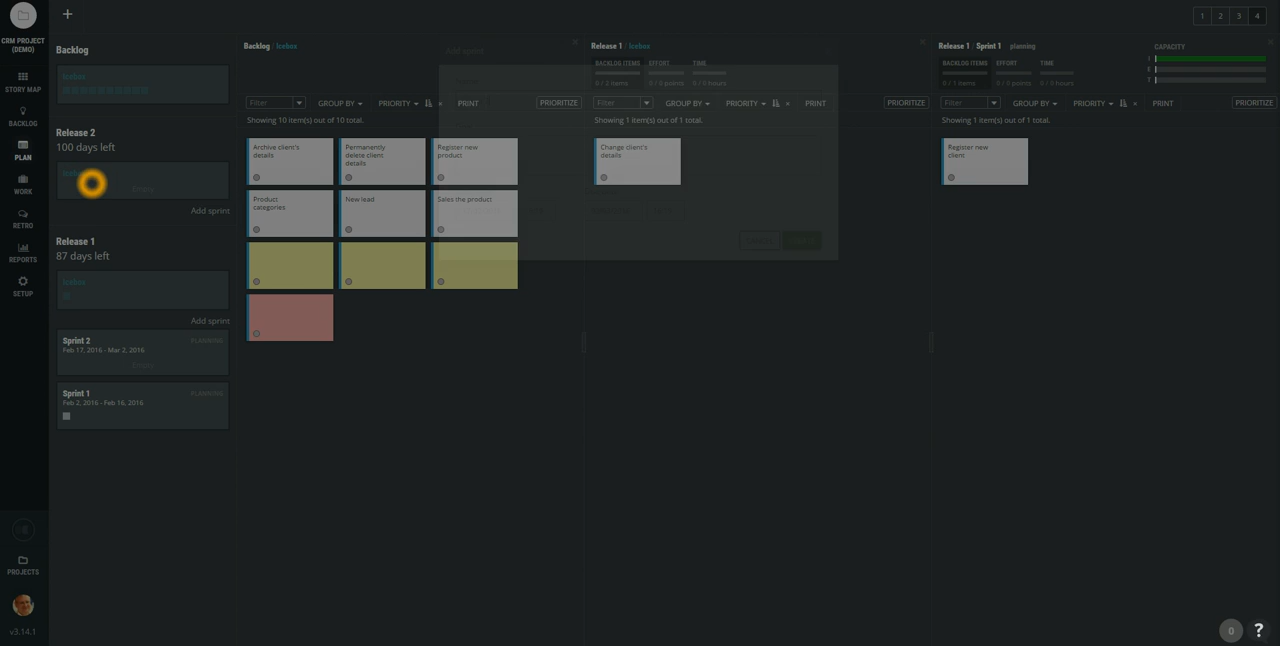 CRM PROJECT
(DEMO)
STORY MAP
BACKLOG
PLAN
WORK
RETRO
REPORTS
SETUP
PROJECTS
v3.14.1
Backlog
Icebox
Release 2
100 days left
Empty
Add sprint
Release 1
87 days left
Icebox
Add sprint
Sprint 2 PLANNING
Feb 17, 2016 - Mar 2, 2016
Empty
Sprint 1 PLANNING
Feb 2, 2016 - Feb 16, 2016
Backlog / Icebox
Filter GROUP BY PRIORITY × PRINT PRIORITIZE
Showing 10 item(s) out of 10 total.
Archive client's
details
Permanently
delete client
details
Register new
product
Product
categories
New lead
Sales the product
Add sprint
Release 1 / Icebox
BACKLOG ITEMS EFFORT TIME
0 / 0 points 0 / 0 hours
Filter GROUP BY PRIORITY × PRINT PRIORITIZE
Showing 1 item(s) out of 1 total.
Change client's
details
1 2 3 4
Release 1 / Sprint 1 planning
BACKLOG ITEMS EFFORT TIME
0 / 1 items 0 / 0 points 0 / 0 hours
CAPACITY
Filter GROUP BY PRIORITY × PRINT PRIORITIZE
Showing 1 item(s) out of 1 total.
Register new
client
0 ?